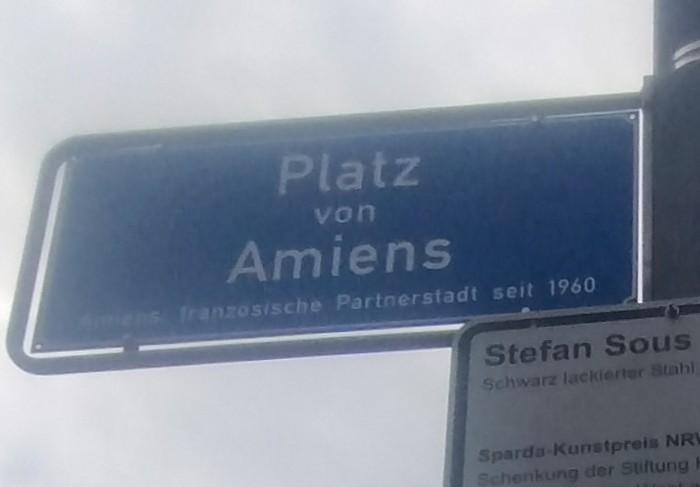 Platz
von
Amiens
Amiens französische Partnerstadt seit 1960
Stefan Sous
Schwarz lackierter Stahl,
Sparda-Kunstpreis NRW
Schenkung der Stiftung